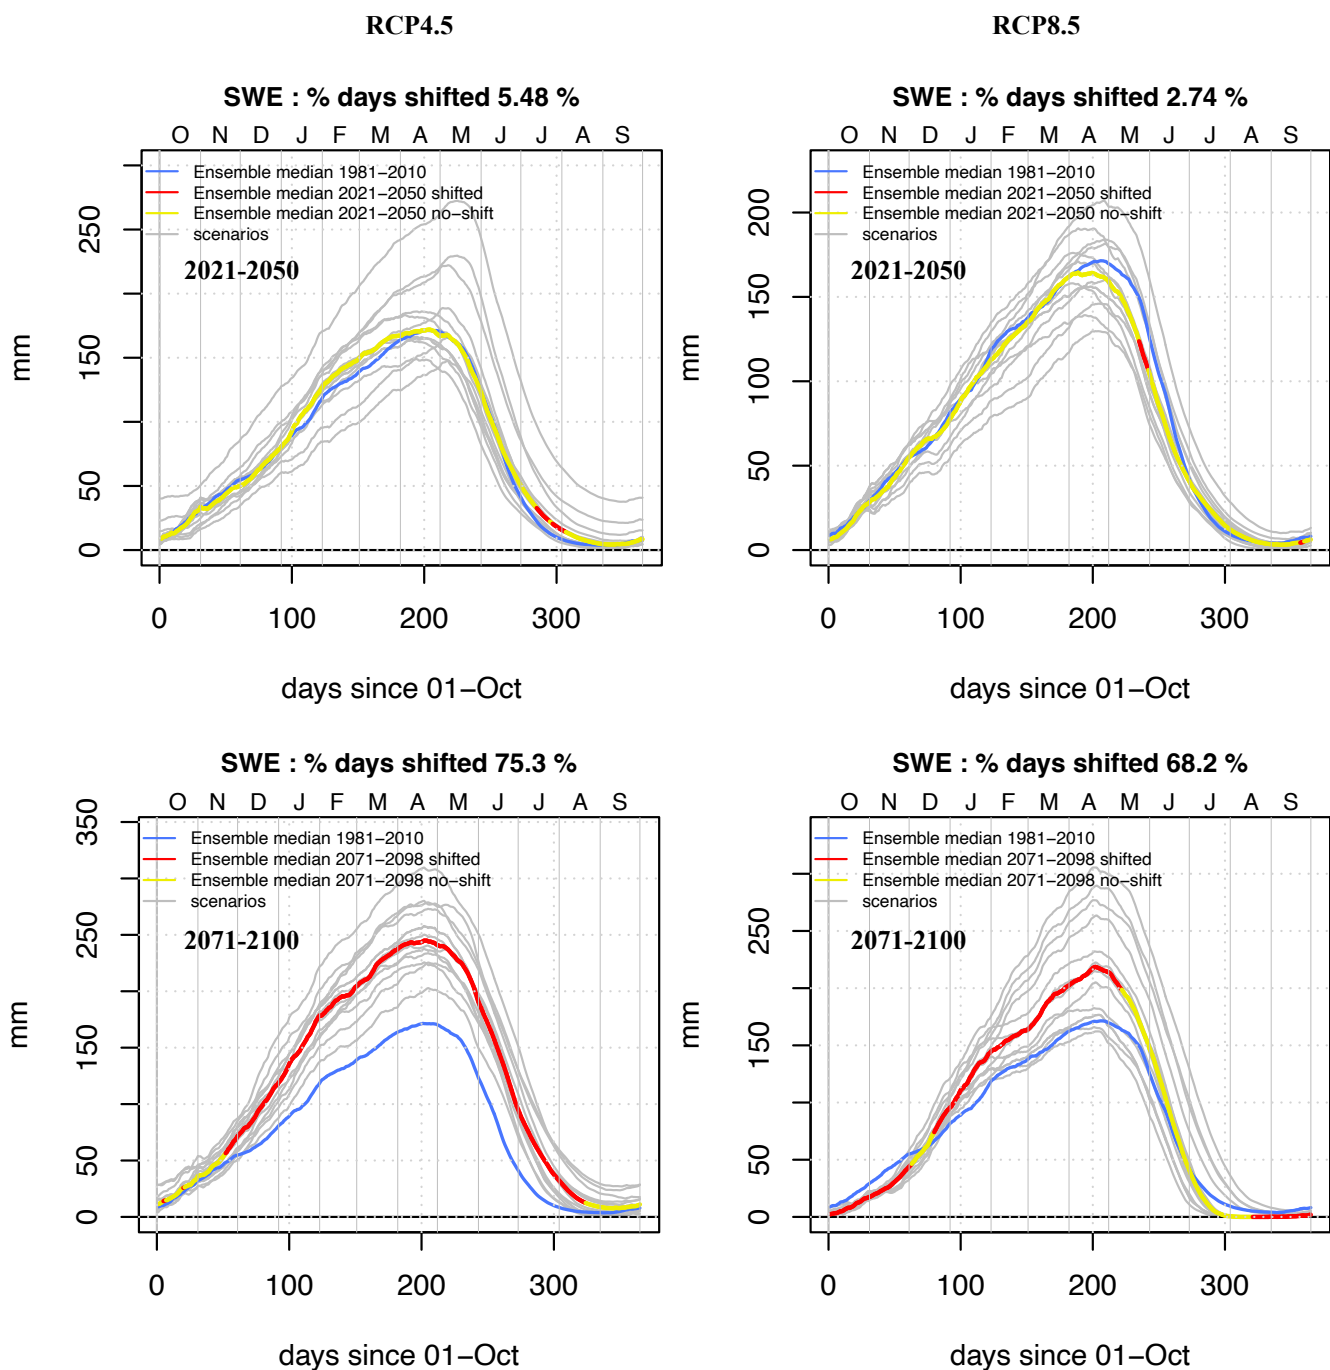 RCP4.5 RCP8.5
SWE : % days shifted 5.48 %
O N D J F M A M J J A S
Ensemble median 1981−2010
Ensemble median 2021−2050 shifted
Ensemble median 2021−2050 no−shift
scenarios
2021-2050
mm
0 50 150 250
0 100 200 300
days since 01−Oct
SWE : % days shifted 2.74 %
O N D J F M A M J J A S
Ensemble median 1981−2010
Ensemble median 2021−2050 shifted
Ensemble median 2021−2050 no−shift
scenarios
2021-2050
mm
0 50 100 150 200
0 100 200 300
days since 01−Oct
SWE : % days shifted 75.3 %
O N D J F M A M J J A S
Ensemble median 1981−2010
Ensemble median 2071−2098 shifted
Ensemble median 2071−2098 no−shift
scenarios
2071-2100
mm
0 50 150 250 350
0 100 200 300
days since 01−Oct
SWE : % days shifted 68.2 %
O N D J F M A M J J A S
Ensemble median 1981−2010
Ensemble median 2071−2098 shifted
Ensemble median 2071−2098 no−shift
scenarios
2071-2100
mm
0 50 150 250
0 100 200 300
days since 01−Oct